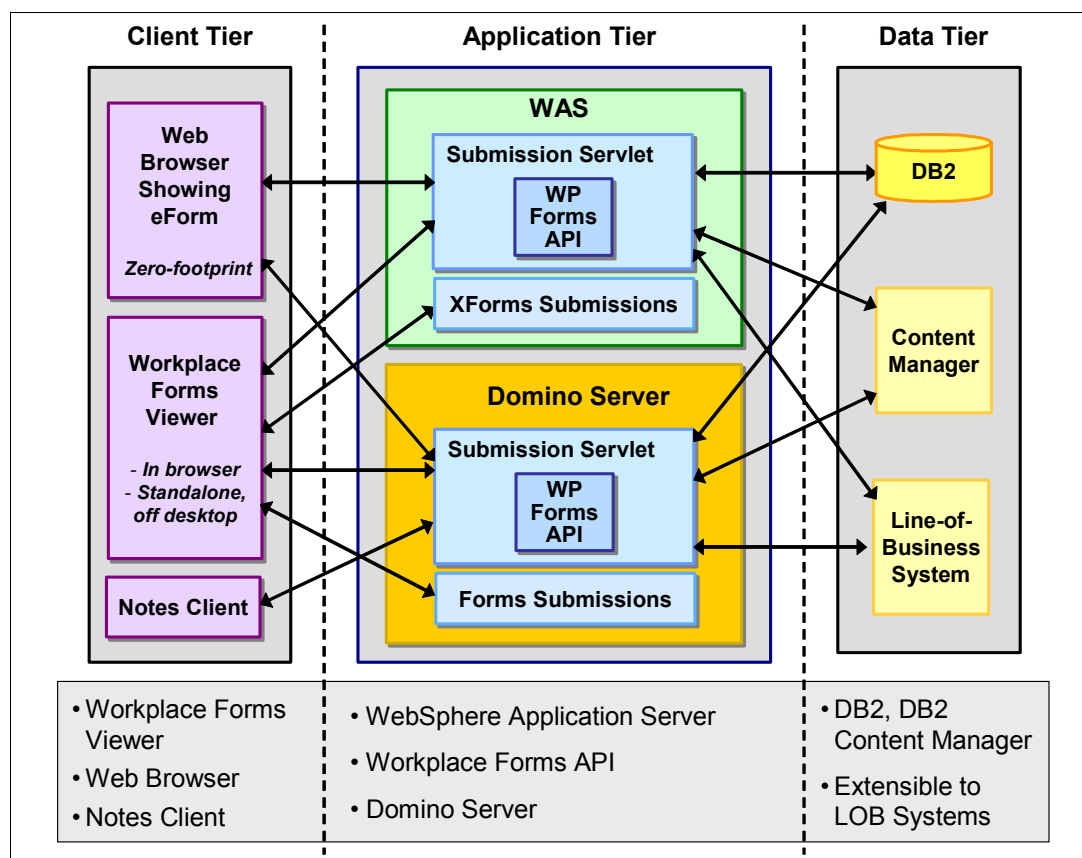 Client Tier
Application Tier
Data Tier
Web
Browser
Showing
eForm
Zero-footprint
Workplace
Forms
Viewer
- In browser
- Standalone,
off desktop
Notes Client
WAS
Submission Servlet
WP
Forms
API
XForms Submissions
Domino Server
Submission Servlet
WP
Forms
API
Forms Submissions
DB2
Content
Manager
Line-of-
Business
System
• Workplace Forms
Viewer
• Web Browser
• Notes Client
• WebSphere Application Server
• Workplace Forms API
• Domino Server
• DB2, DB2
Content Manager
• Extensible to
LOB Systems